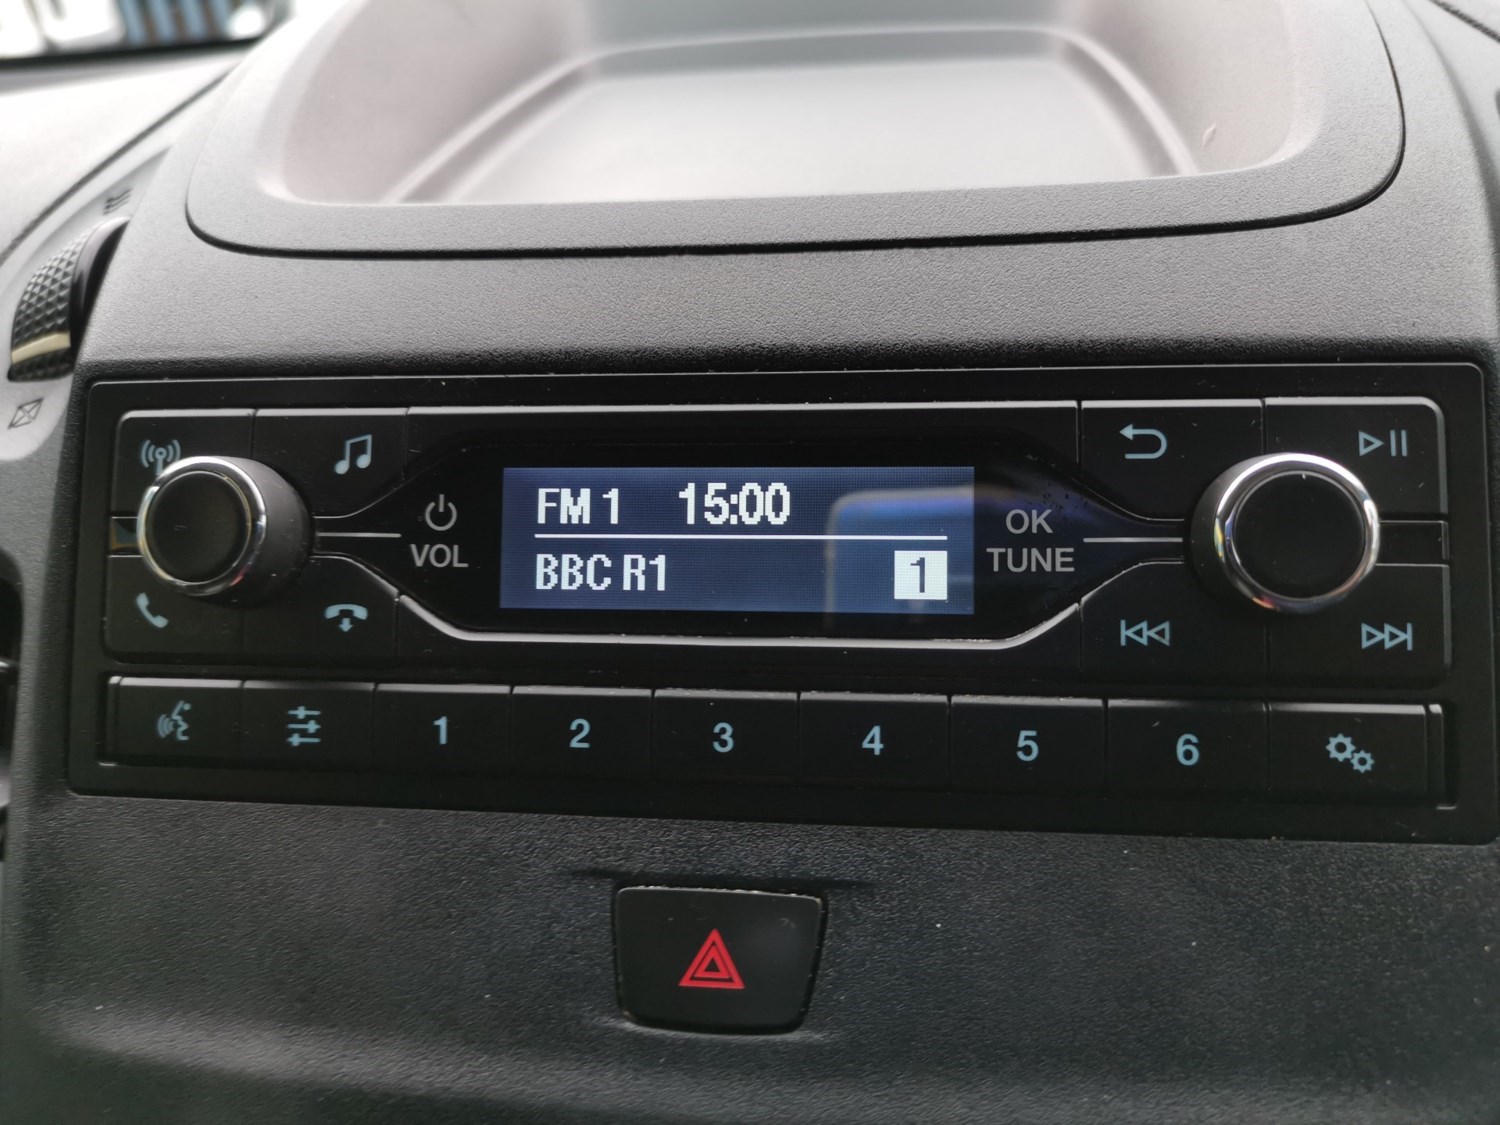 FM 1 15:00
BBC R1 1
VOL
OK
TUNE
1 2 3 4 5 6